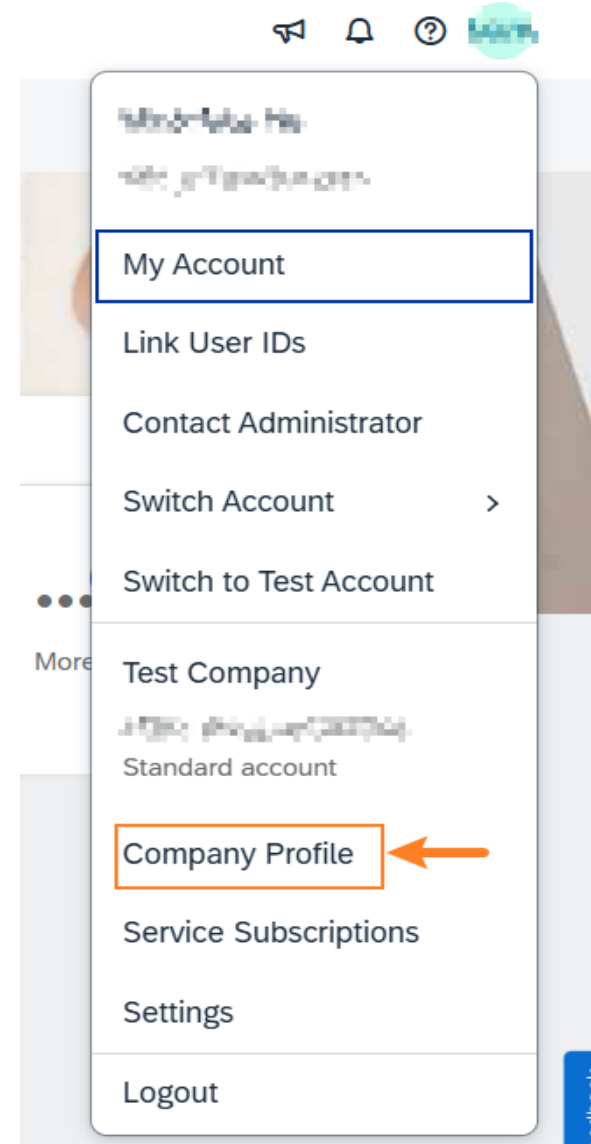 My Account
Link User IDs
Contact Administrator
Switch Account
Switch to Test Account
More
Test Company
Standard account
Company Profile
Service Subscriptions
Settings
Logout